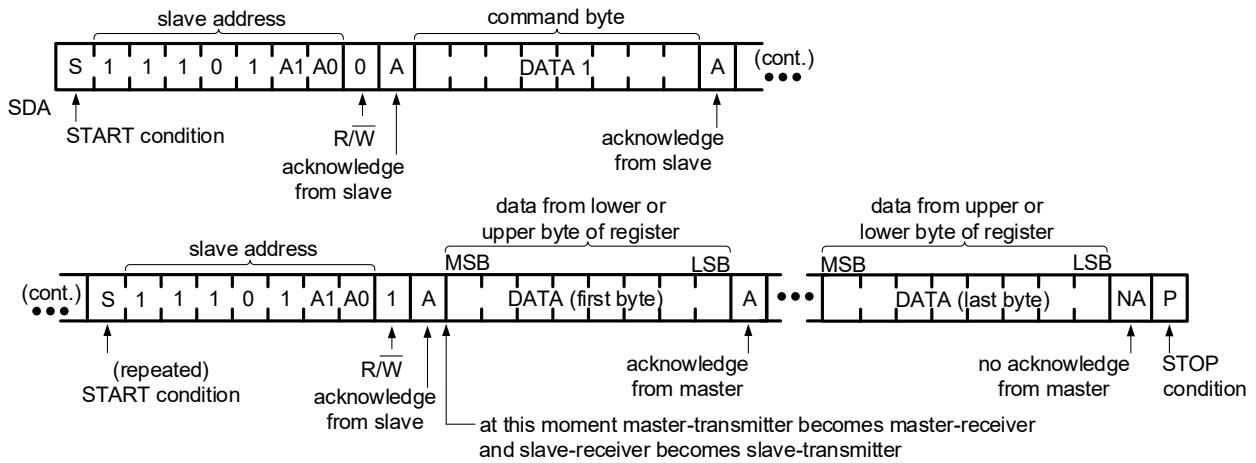 slave address
command byte
S 1 1 1 0 1 A1 A0 0 A DATA 1 A (cont.)
SDA
START condition
R/W
acknowledge
from slave
acknowledge
from slave
data from lower or
upper byte of register
data from upper or
lower byte of register
slave address
MSB LSB MSB LSB
(cont.) S 1 1 1 0 1 A1 A0 1 A DATA (first byte) A DATA (last byte) NA P
(repeated)
START condition
R/W
acknowledge
from slave
acknowledge
from master
no acknowledge
from master
STOP
condition
at this moment master-transmitter becomes master-receiver
and slave-receiver becomes slave-transmitter